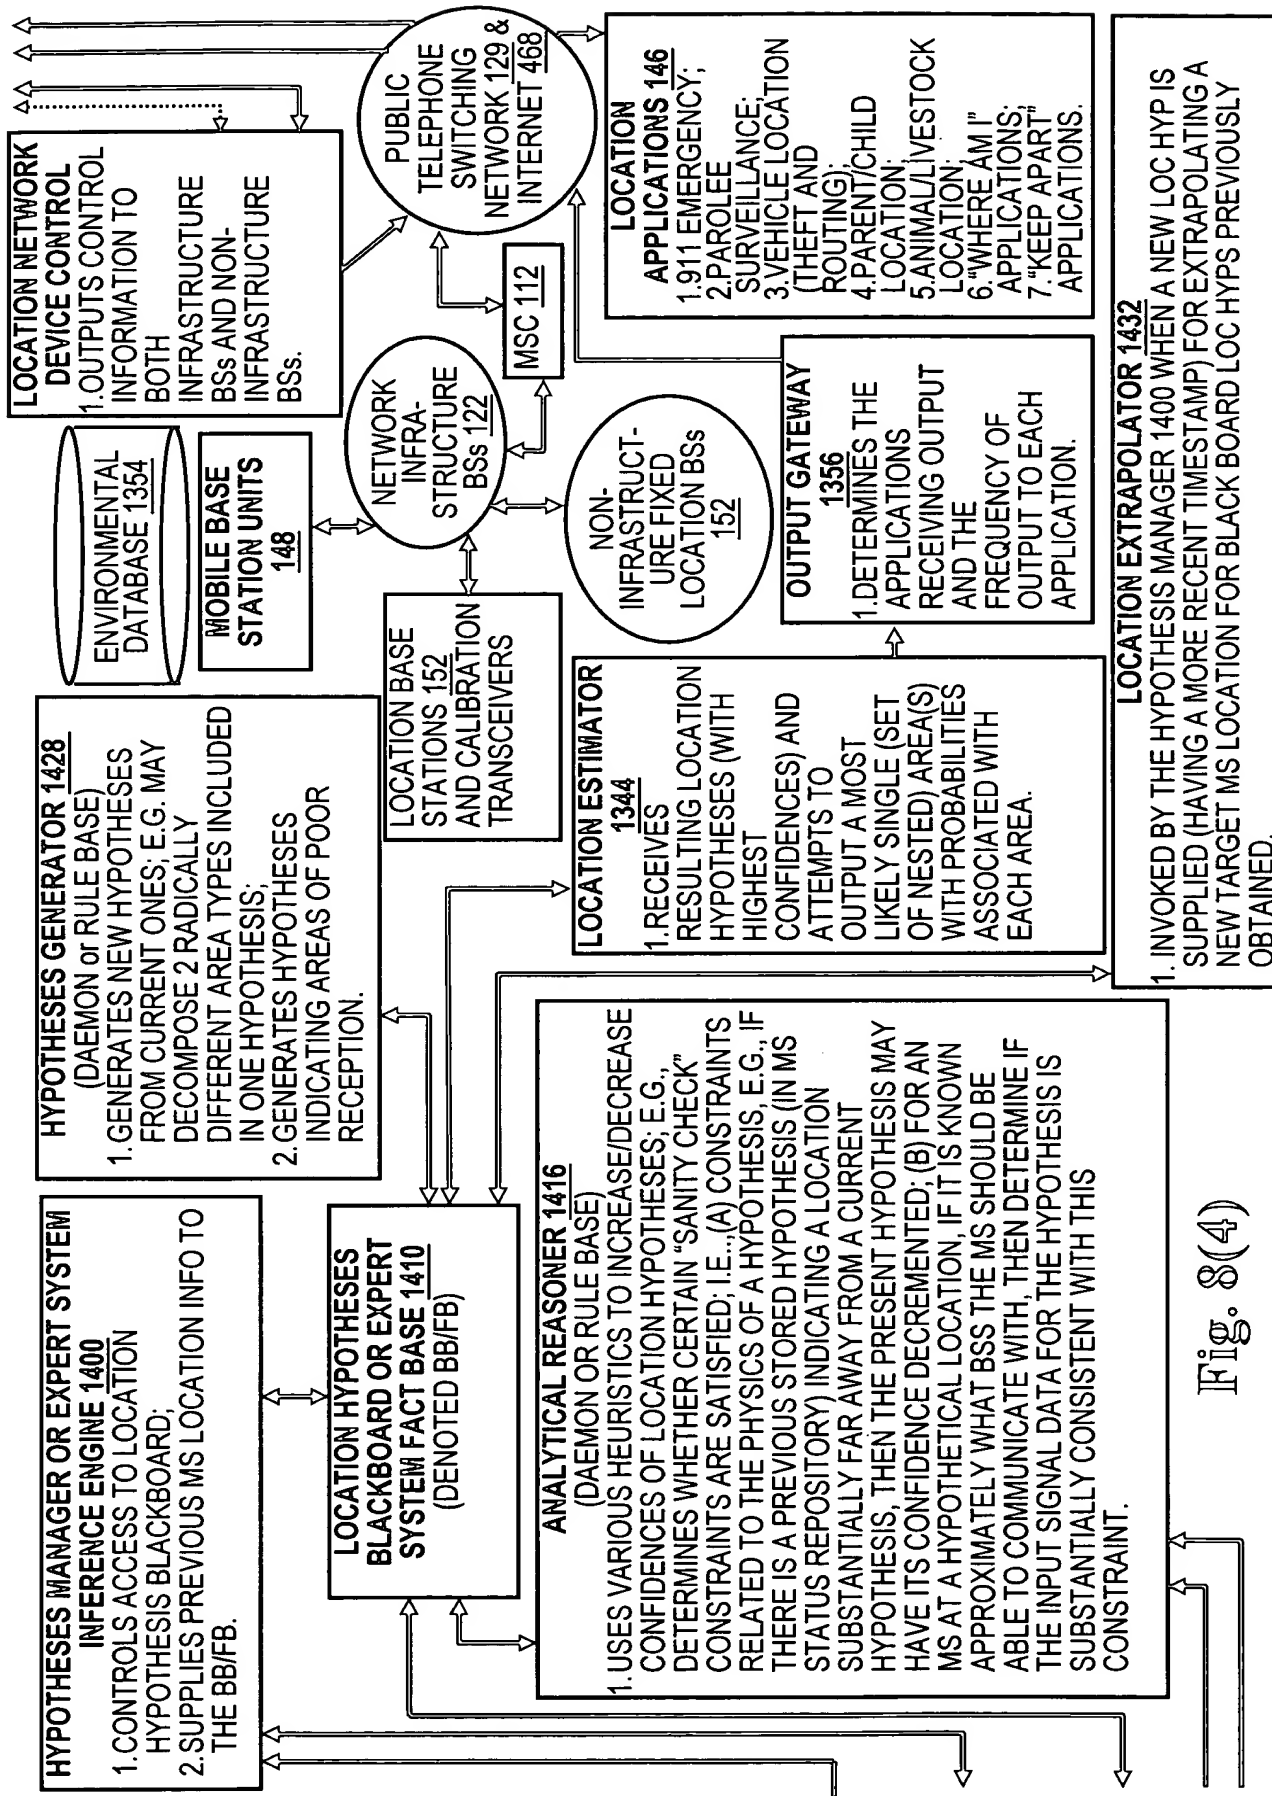 HYPOTHESES MANAGER OR EXPERT SYSTEM
INFERENCE ENGINE 1400
1. CONTROLS ACCESS TO LOCATION
HYPOTHESIS BLACKBOARD;
2. SUPPLIES PREVIOUS MS LOCATION INFO TO
THE BB/FB.
HYPOTHESES GENERATOR 1428
(DAEMON or RULE BASE)
1. GENERATES NEW HYPOTHESES
FROM CURRENT ONES; E.G. MAY
DECOMPOSE 2 RADICALLY
DIFFERENT AREA TYPES INCLUDED
IN ONE HYPOTHESIS;
2. GENERATES HYPOTHESES
INDICATING AREAS OF POOR
RECEPTION.
ENVIRONMENTAL
DATABASE 1354
MOBILE BASE
STATION UNITS
148
LOCATION NETWORK
DEVICE CONTROL
1. OUTPUTS CONTROL
INFORMATION TO
BOTH
INFRASTRUCTURE
BSs AND NON-
INFRASTRUCTURE
BSs.
LOCATION HYPOTHESES
BLACKBOARD OR EXPERT
SYSTEM FACT BASE 1410
(DENOTED BB/FB)
LOCATION BASE
STATIONS 152
AND CALIBRATION
TRANSCEIVERS
NETWORK
INFRA-
STRUCTURE
BSs 122
MSC 112
PUBLIC
TELEPHONE
SWITCHING
NETWORK 129 &
INTERNET 468
NON-
INFRASTRUCT-
URE FIXED
LOCATION BSs
152
ANALYTICAL REASONER 1416
(DAEMON OR RULE BASE)
1. USES VARIOUS HEURISTICS TO INCREASE/DECREASE
CONFIDENCES OF LOCATION HYPOTHESES; E.G.,
DETERMINES WHETHER CERTAIN "SANITY CHECK"
CONSTRAINTS ARE SATISFIED; I.E..,(A) CONSTRAINTS
RELATED TO THE PHYSICS OF A HYPOTHESIS, E.G., IF
THERE IS A PREVIOUS STORED HYPOTHESIS (IN MS
STATUS REPOSITORY) INDICATING A LOCATION
SUBSTANTIALLY FAR AWAY FROM A CURRENT
HYPOTHESIS, THEN THE PRESENT HYPOTHESIS MAY
HAVE ITS CONFIDENCE DECREMENTED; (B) FOR AN
MS AT A HYPOTHETICAL LOCATION, IF IT IS KNOWN
APPROXIMATELY WHAT BSS THE MS SHOULD BE
ABLE TO COMMUNICATE WITH, THEN DETERMINE IF
THE INPUT SIGNAL DATA FOR THE HYPOTHESIS IS
SUBSTANTIALLY CONSISTENT WITH THIS
CONSTRAINT.
LOCATION ESTIMATOR
1344
1. RECEIVES
RESULTING LOCATION
HYPOTHESES (WITH
HIGHEST
CONFIDENCES) AND
ATTEMPTS TO
OUTPUT A MOST
LIKELY SINGLE (SET
OF NESTED) AREA(S)
WITH PROBABILITIES
ASSOCIATED WITH
EACH AREA.
OUTPUT GATEWAY
1356
1. DETERMINES THE
APPLICATIONS
RECEIVING OUTPUT
AND THE
FREQUENCY OF
OUTPUT TO EACH
APPLICATION.
LOCATION
APPLICATIONS 146
1. 911 EMERGENCY;
2. PAROLEE
SURVEILLANCE;
3. VEHICLE LOCATION
(THEFT AND
ROUTING);
4. PARENT/CHILD
LOCATION;
5. ANIMAL/LIVESTOCK
LOCATION;
6. "WHERE AM I"
APPLICATIONS;
7. "KEEP APART"
APPLICATIONS.
LOCATION EXTRAPOLATOR 1432
1. INVOKED BY THE HYPOTHESIS MANAGER 1400 WHEN A NEW LOC HYP IS
SUPPLIED (HAVING A MORE RECENT TIMESTAMP) FOR EXTRAPOLATING A
NEW TARGET MS LOCATION FOR BLACK BOARD LOC HYPS PREVIOUSLY
OBTAINED.
Fig. 8(4)